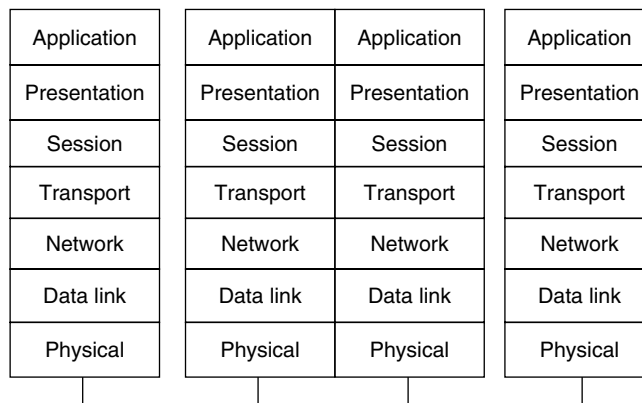 Application Application Application Application
Presentation Presentation Presentation Presentation
Session Session Session Session
Transport Transport Transport Transport
Network Network Network Network
Data link Data link Data link Data link
Physical Physical Physical Physical